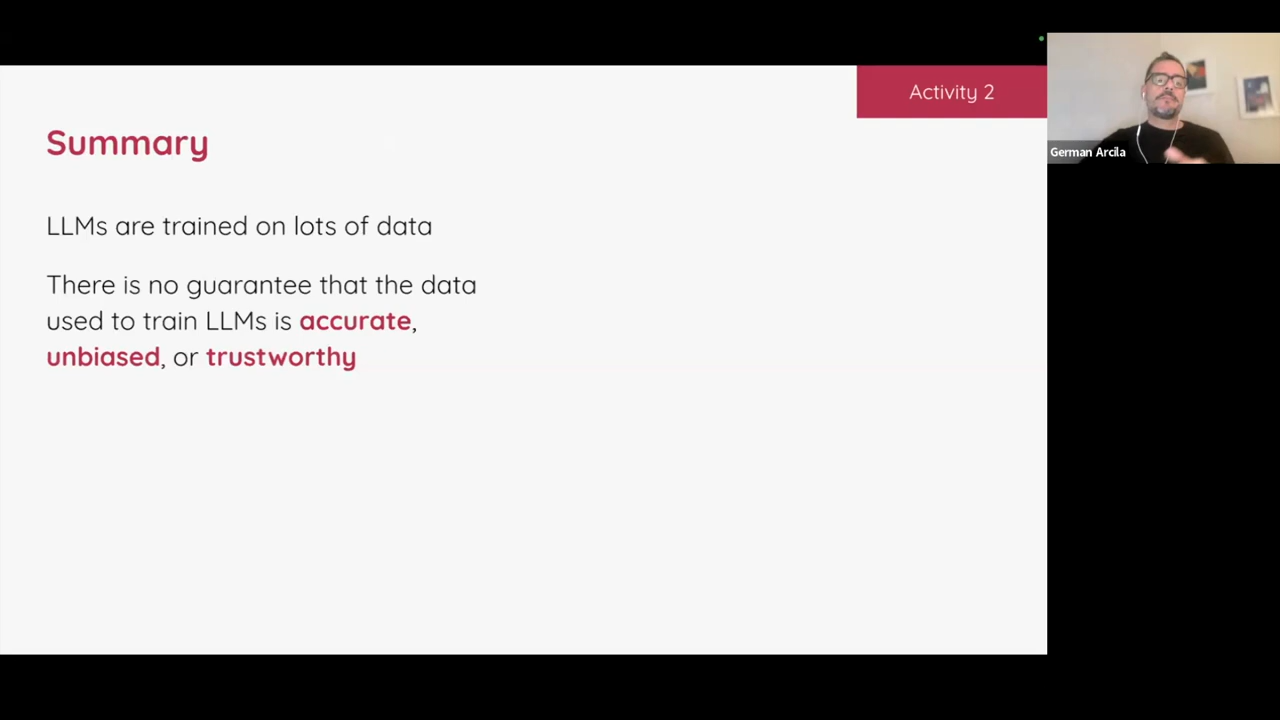 Activity 2
Summary
LLMs are trained on lots of data
There is no guarantee that the data
used to train LLMs is accurate,
unbiased, or trustworthy
German Arcila